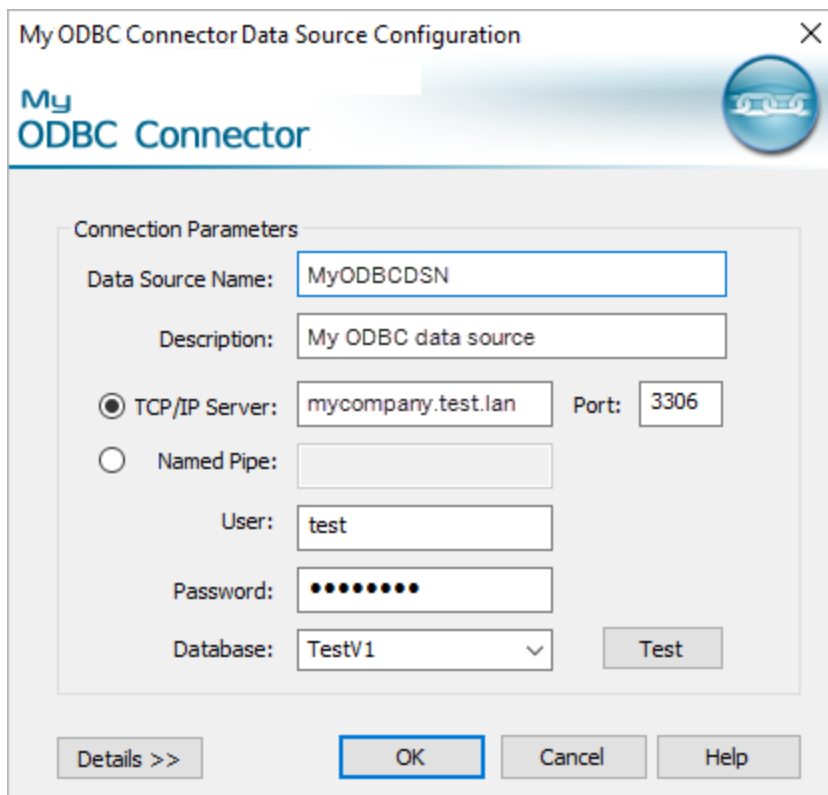 My ODBC Connector Data Source Configuration
My
ODBC Connector
Connection Parameters
Data Source Name: MyODBCDSN
Description: My ODBC data source
TCP/IP Server: mycompany.test.lan Port: 3306
Named Pipe:
User: test
Password: ••••••••
Database: TestV1 Test
Details >> OK Cancel Help